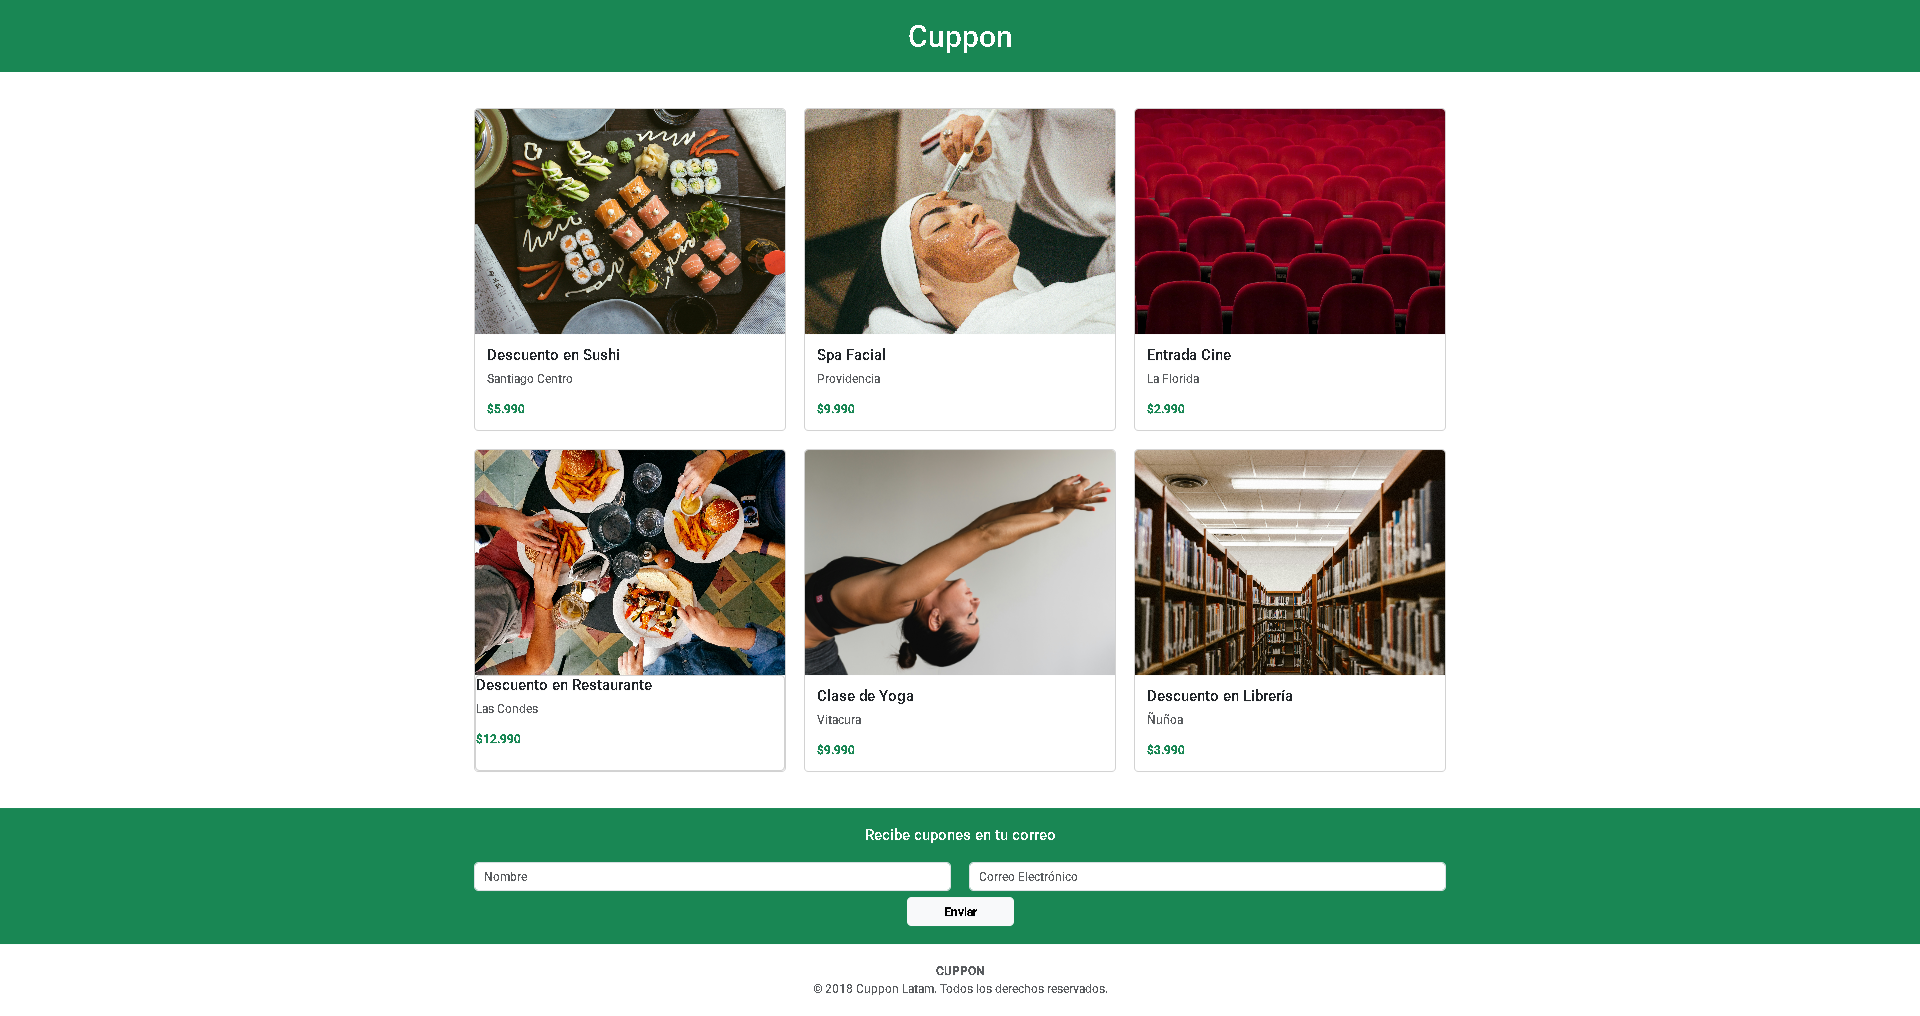 Cuppon
Descuento en Sushi
Santiago Centro
$5.990
Spa Facial
Providencia
$9.990
Entrada Cine
La Florida
$2.990
Descuento en Restaurante
Las Condes
$12.990
Clase de Yoga
Vitacura
$9.990
Descuento en Librería
Ñuñoa
$3.990
Recibe cupones en tu correo
Nombre
Correo Electrónico
Enviar
CUPPON
© 2018 Cuppon Latam. Todos los derechos reservados.